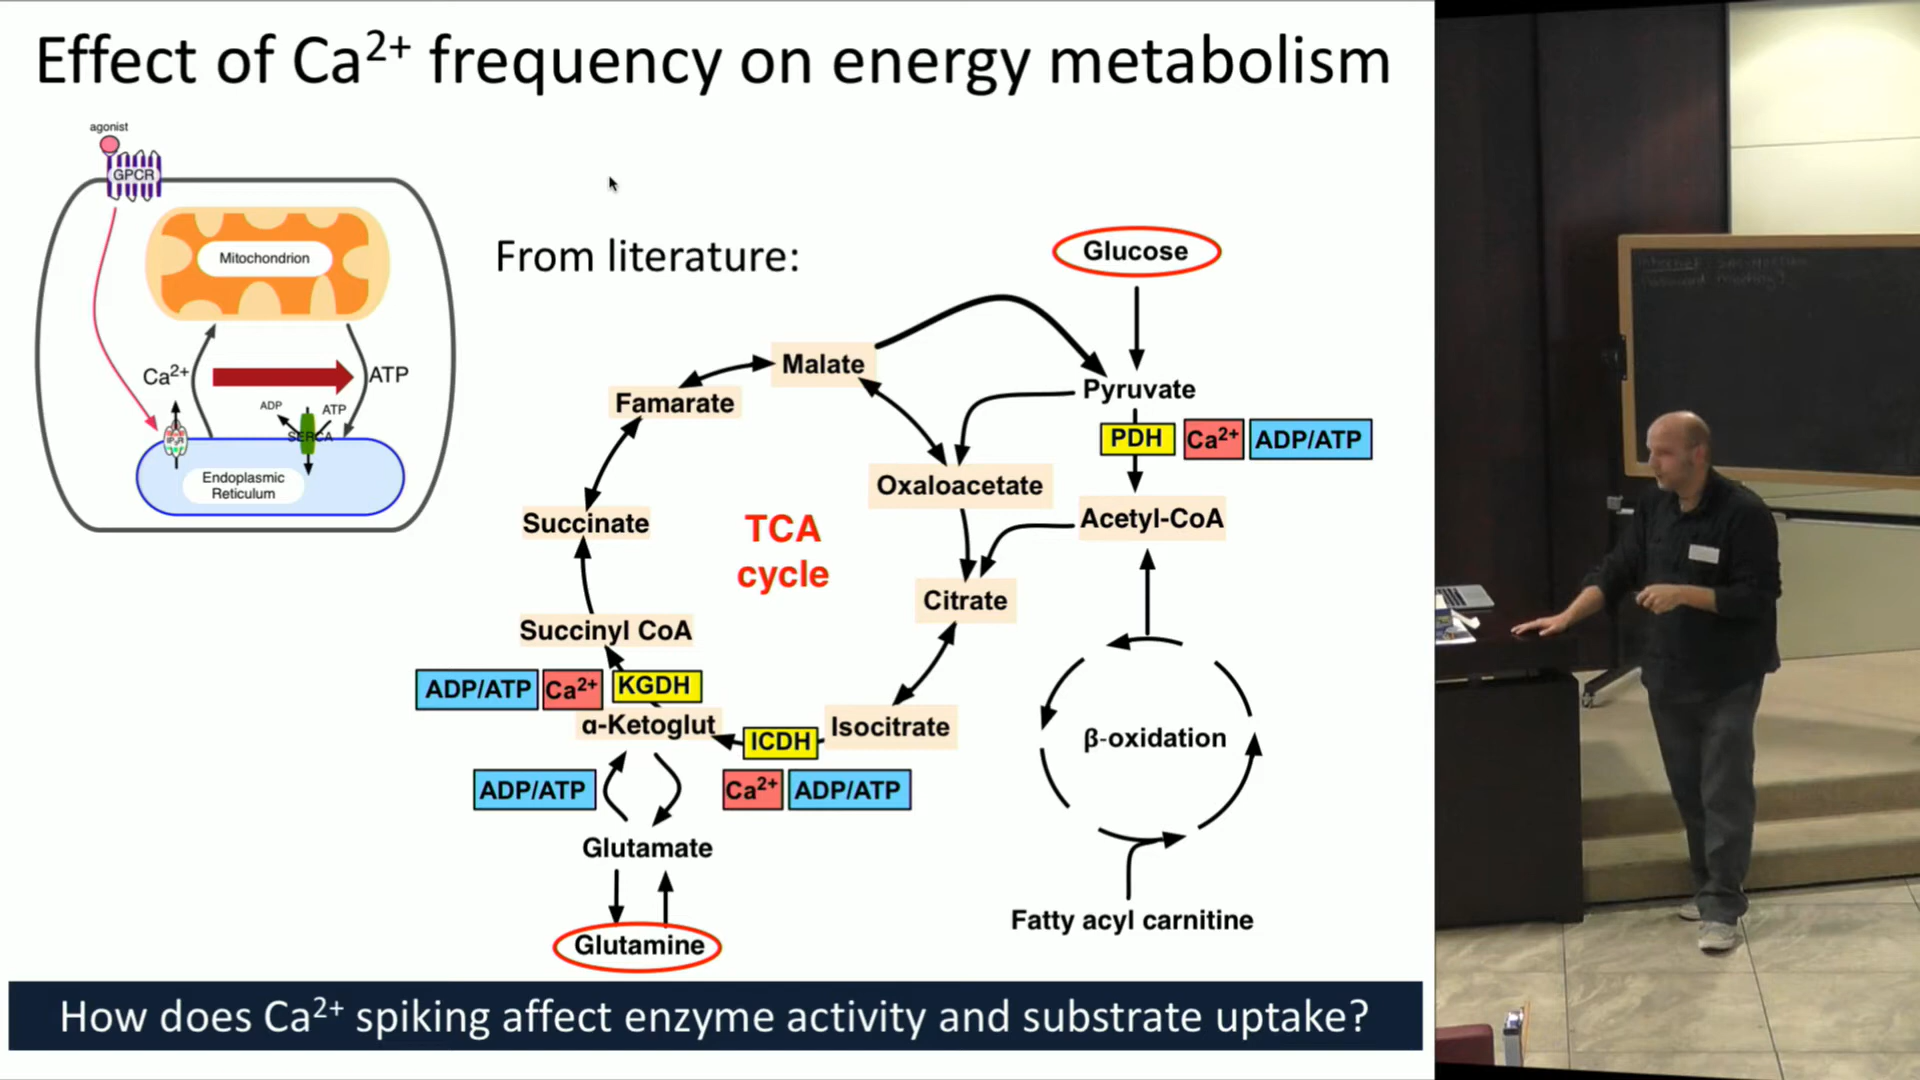 Effect of Ca²⁺ frequency on energy metabolism
agonist
GPCR
Mitochondrion
Ca²⁺
ATP
ADP
ATP
IP₃R
SERCA
Endoplasmic
Reticulum
From literature:
Glucose
Malate
Pyruvate
Famarate
PDH Ca²⁺ ADP/ATP
Oxaloacetate
Acetyl-CoA
Succinate
TCA
cycle
Citrate
Succinyl CoA
ADP/ATP Ca²⁺ KGDH
α-Ketoglut
ICDH
Isocitrate
β-oxidation
ADP/ATP
Ca²⁺ ADP/ATP
Glutamate
Fatty acyl carnitine
Glutamine
How does Ca²⁺ spiking affect enzyme activity and substrate uptake?